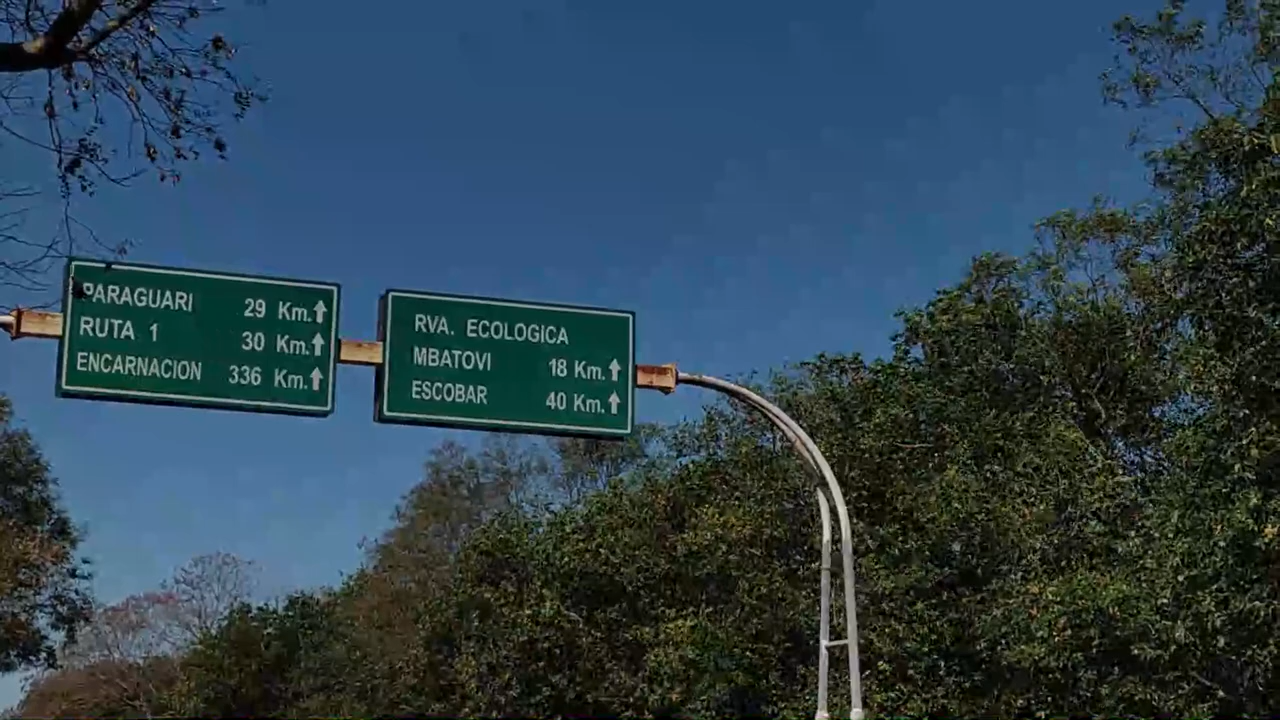 PARAGUARI 29 Km.
RUTA 1 30 Km.
ENCARNACION 336 Km.
RVA. ECOLOGICA
MBATOVI 18 Km.
ESCOBAR 40 Km.